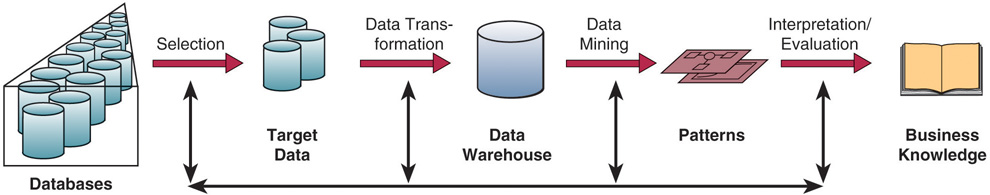 Selection
Data Trans-
formation
Data
Mining
Interpretation/
Evaluation
Databases
Target
Data
Data
Warehouse
Patterns
Business
Knowledge